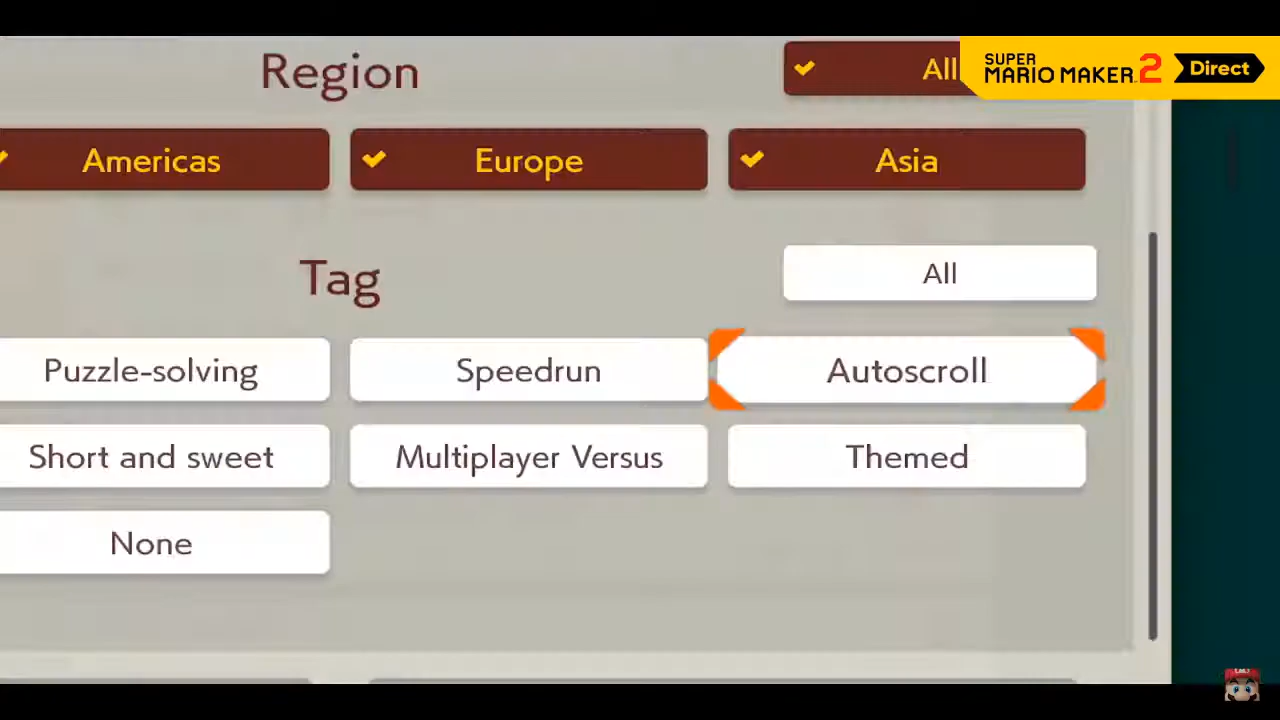 Region
All
SUPER
MARIO MAKER 2
Direct
Americas
Europe
Asia
Tag
All
Puzzle-solving
Speedrun
Autoscroll
Short and sweet
Multiplayer Versus
Themed
None